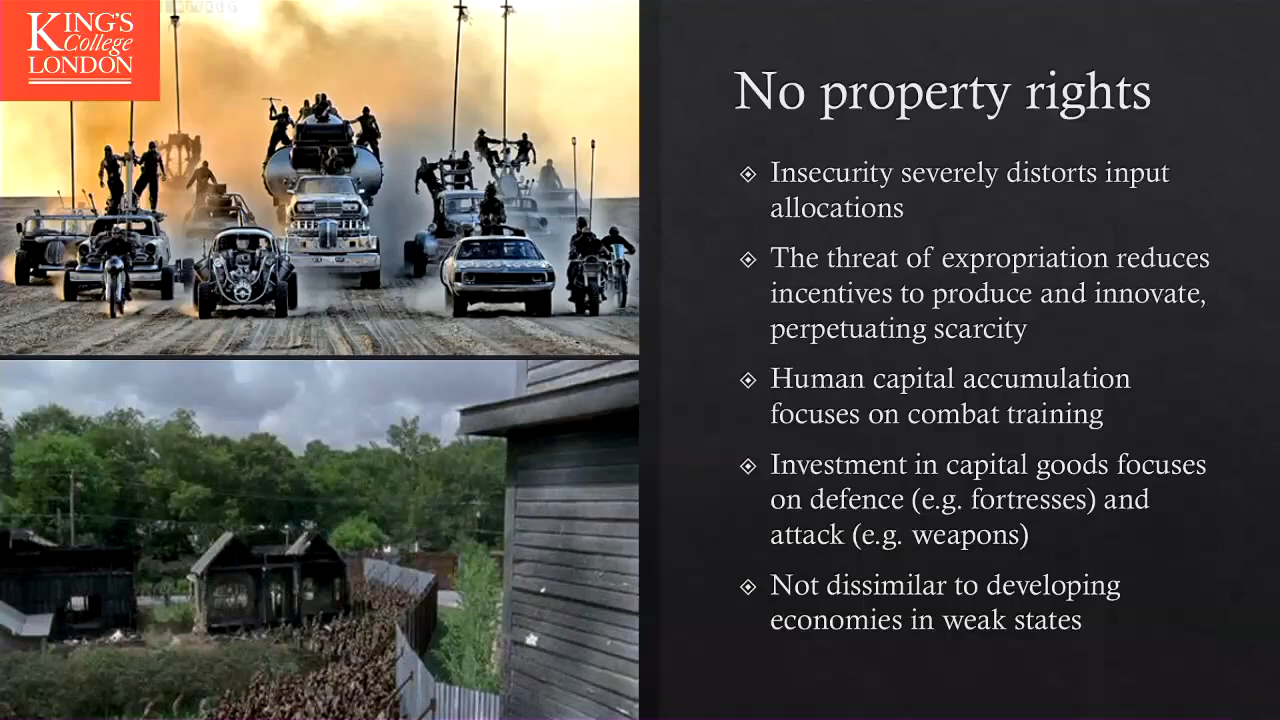 KING'S
College
LONDON
No property rights
Insecurity severely distorts input
allocations
The threat of expropriation reduces
incentives to produce and innovate,
perpetuating scarcity
Human capital accumulation
focuses on combat training
Investment in capital goods focuses
on defence (e.g. fortresses) and
attack (e.g. weapons)
Not dissimilar to developing
economies in weak states